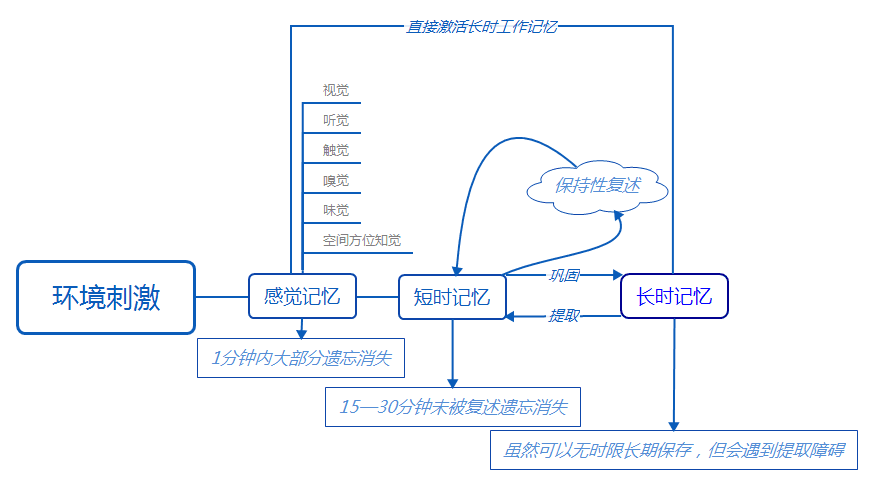 直接激活长时工作记忆
视觉
听觉
触觉
嗅觉
味觉
空间方位知觉
保持性复述
环境刺激
感觉记忆
短时记忆
巩固
提取
长时记忆
1分钟内大部分遗忘消失
15—30分钟未被复述遗忘消失
虽然可以无时限长期保存，但会遇到提取障碍